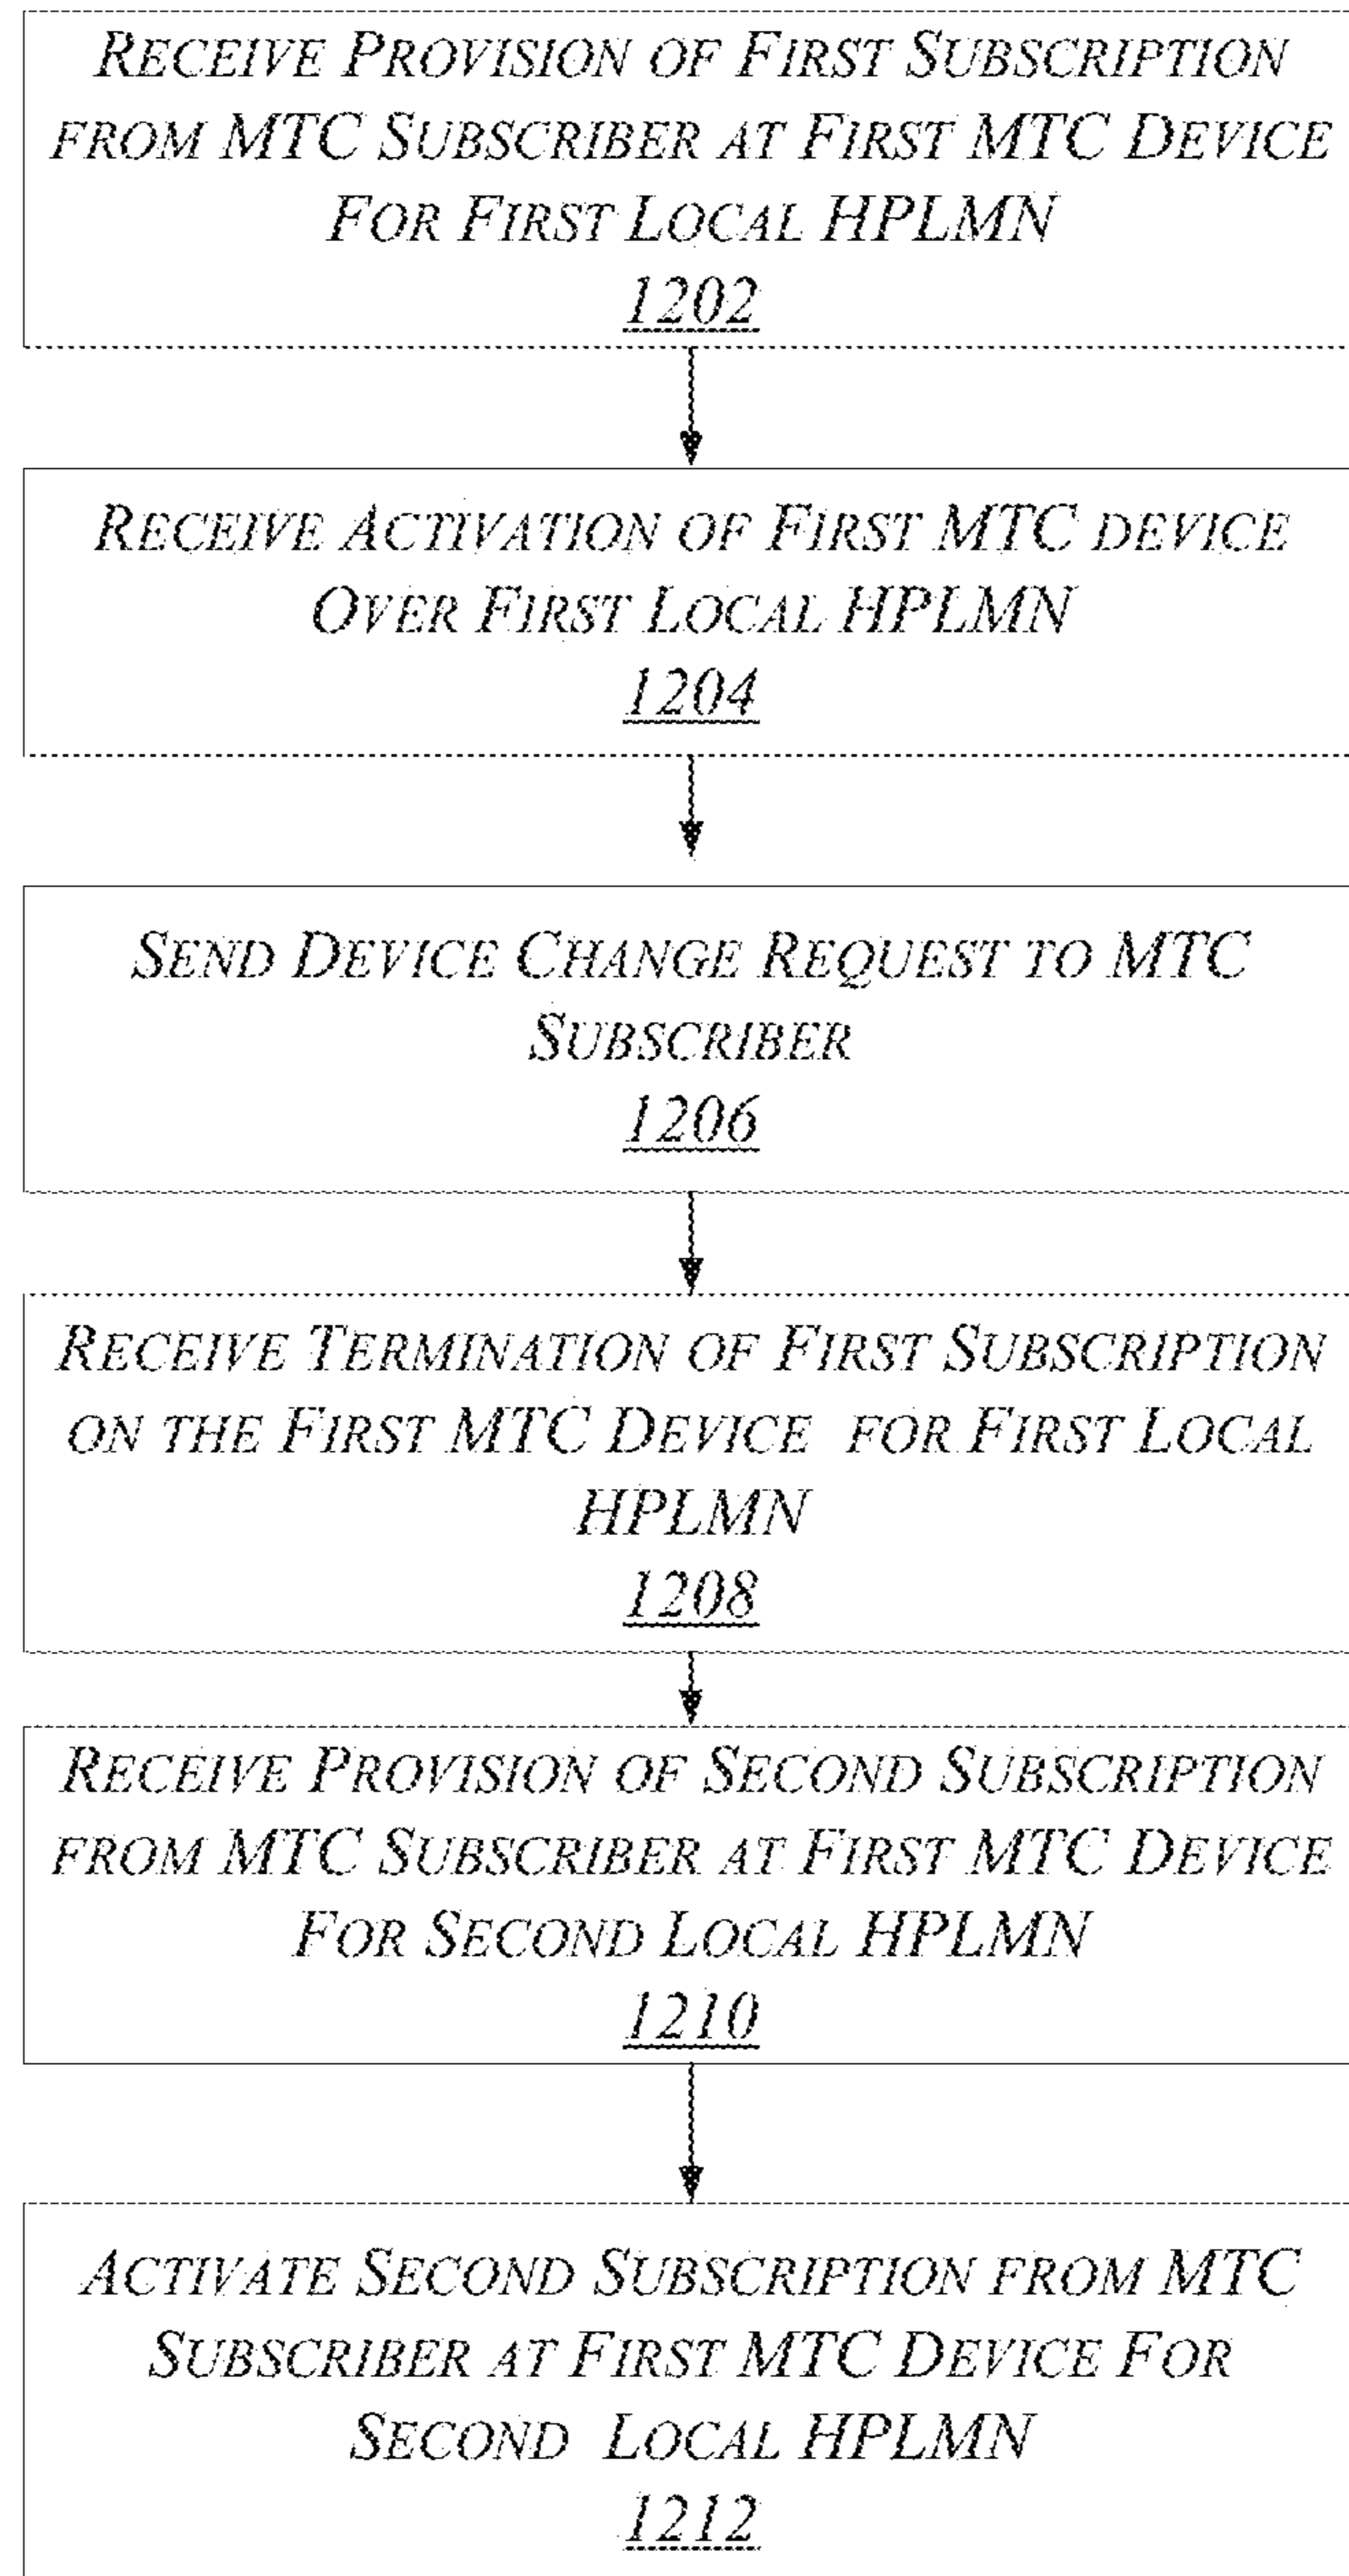 RECEIVE PROVISION OF FIRST SUBSCRIPTION
FROM MTC SUBSCRIBER AT FIRST MTC DEVICE
FOR FIRST LOCAL HPLMN
1202
RECEIVE ACTIVATION OF FIRST MTC DEVICE
OVER FIRST LOCAL HPLMN
1204
SEND DEVICE CHANGE REQUEST TO MTC
SUBSCRIBER
1206
RECEIVE TERMINATION OF FIRST SUBSCRIPTION
ON THE FIRST MTC DEVICE FOR FIRST LOCAL
HPLMN
1208
RECEIVE PROVISION OF SECOND SUBSCRIPTION
FROM MTC SUBSCRIBER AT FIRST MTC DEVICE
FOR SECOND LOCAL HPLMN
1210
ACTIVATE SECOND SUBSCRIPTION FROM MTC
SUBSCRIBER AT FIRST MTC DEVICE FOR
SECOND LOCAL HPLMN
1212